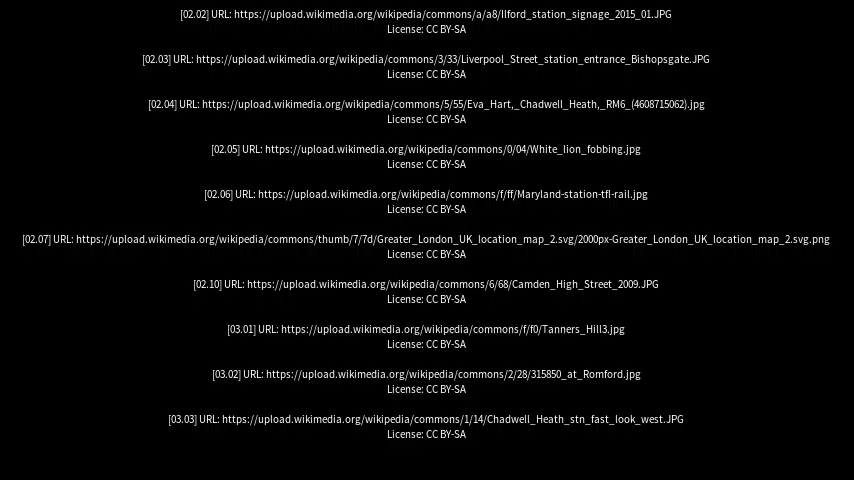 [02.02] URL: https://upload.wikimedia.org/wikipedia/commons/a/a8/Ilford_station_signage_2015_01.JPG
License: CC BY-SA
[02.03] URL: https://upload.wikimedia.org/wikipedia/commons/3/33/Liverpool_Street_station_entrance_Bishopsgate.JPG
License: CC BY-SA
[02.04] URL: https://upload.wikimedia.org/wikipedia/commons/5/55/Eva_Hart,_Chadwell_Heath,_RM6_(4608715062).jpg
License: CC BY-SA
[02.05] URL: https://upload.wikimedia.org/wikipedia/commons/0/04/White_lion_fobbing.jpg
License: CC BY-SA
[02.06] URL: https://upload.wikimedia.org/wikipedia/commons/f/ff/Maryland-station-tfl-rail.jpg
License: CC BY-SA
[02.07] URL: https://upload.wikimedia.org/wikipedia/commons/thumb/7/7d/Greater_London_UK_location_map_2.svg/2000px-Greater_London_UK_location_map_2.svg.png
License: CC BY-SA
[02.10] URL: https://upload.wikimedia.org/wikipedia/commons/6/68/Camden_High_Street_2009.JPG
License: CC BY-SA
[03.01] URL: https://upload.wikimedia.org/wikipedia/commons/f/f0/Tanners_Hill3.jpg
License: CC BY-SA
[03.02] URL: https://upload.wikimedia.org/wikipedia/commons/2/28/315850_at_Romford.jpg
License: CC BY-SA
[03.03] URL: https://upload.wikimedia.org/wikipedia/commons/1/14/Chadwell_Heath_stn_fast_look_west.JPG
License: CC BY-SA